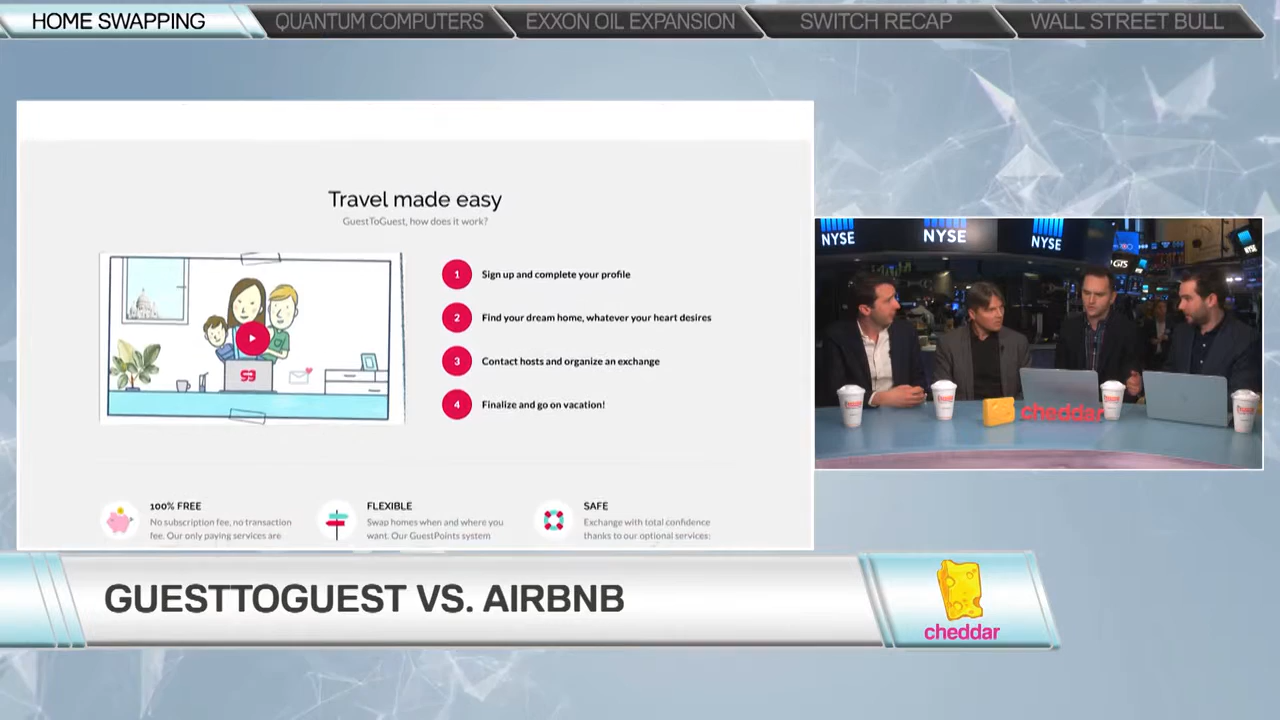 HOME SWAPPING
QUANTUM COMPUTERS
EXXON OIL EXPANSION
SWITCH RECAP
WALL STREET BULL
Travel made easy
GuestToGuest, how does it work?
1 Sign up and complete your profile
2 Find your dream home, whatever your heart desires
3 Contact hosts and organize an exchange
4 Finalize and go on vacation!
100% FREE
No subscription fee, no transaction
fee. Our only paying services are
FLEXIBLE
Swap homes when and where you
want. Our GuestPoints system
SAFE
Exchange with total confidence
thanks to our optional services:
NYSE
NYSE
NYSE
NYSE
GTS
cheddar
GUESTTOGUEST VS. AIRBNB
cheddar